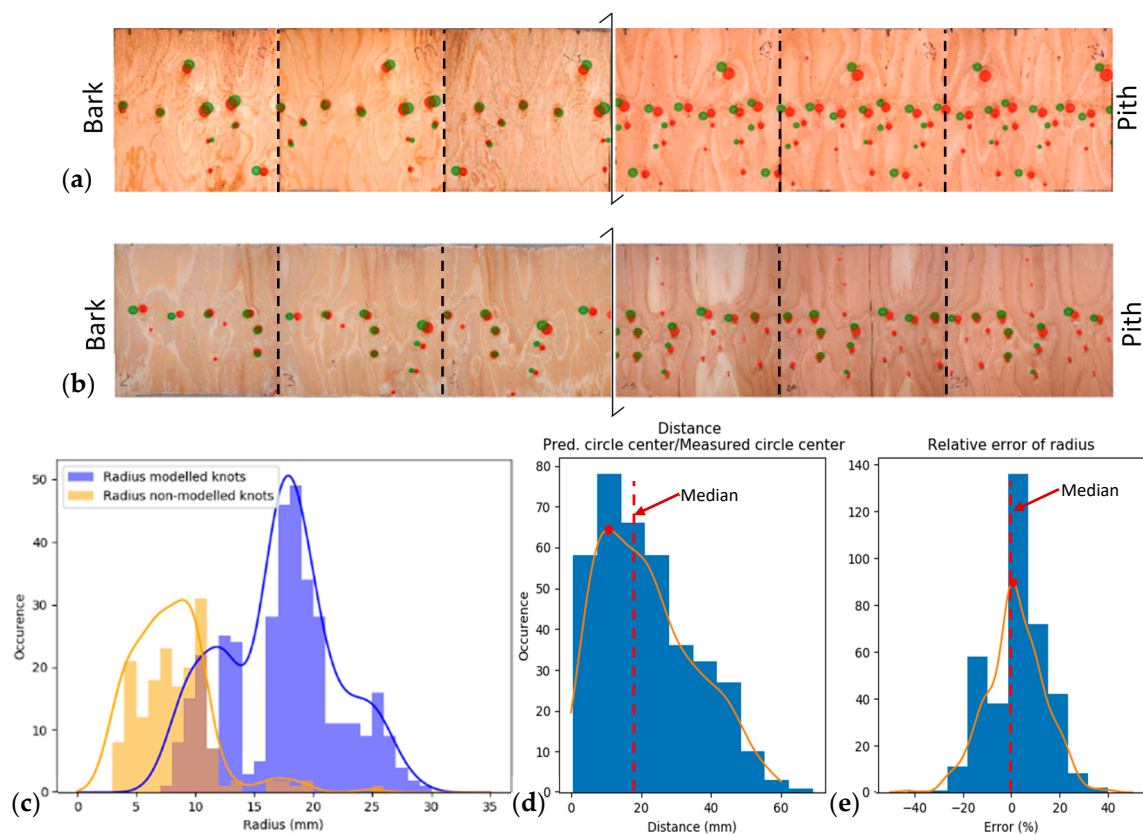 Bark
Pith
(a)
Bark
Pith
(b)
Radius modelled knots
Radius non-modelled knots
Occurence
50
40
30
20
10
0
0
5
10
15
20
25
30
35
Radius (mm)
(c)
Distance
Pred. circle center/Measured circle center
Median
Occurence
80
70
60
50
40
30
20
10
0
0
20
40
60
Distance (mm)
(d)
Relative error of radius
Median
140
120
100
80
60
40
20
0
−40
−20
0
20
40
Error (%)
(e)